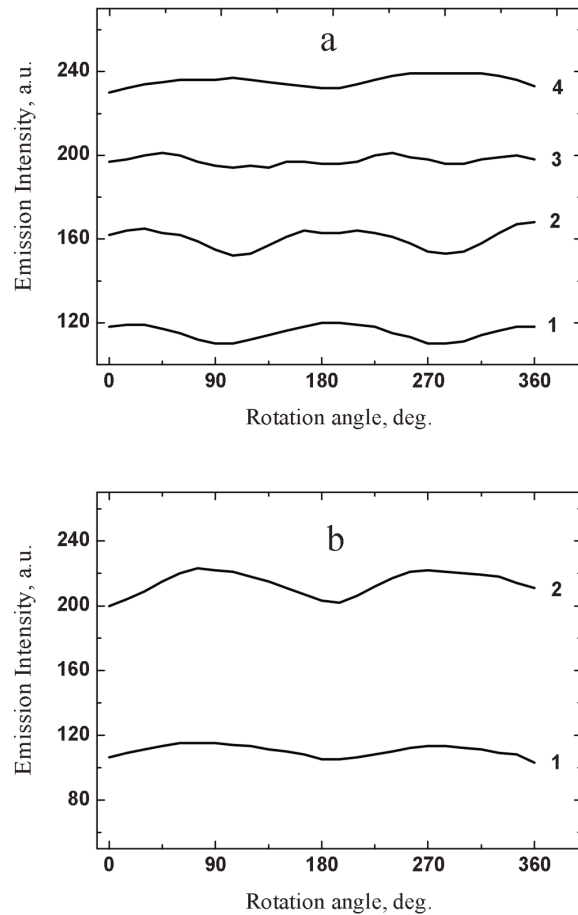 a
Emission Intensity, a.u.
240
200
160
120
4
3
2
1
0 90 180 270 360
Rotation angle, deg.
b
Emission Intensity, a.u.
240
200
160
120
80
2
1
0 90 180 270 360
Rotation angle, deg.